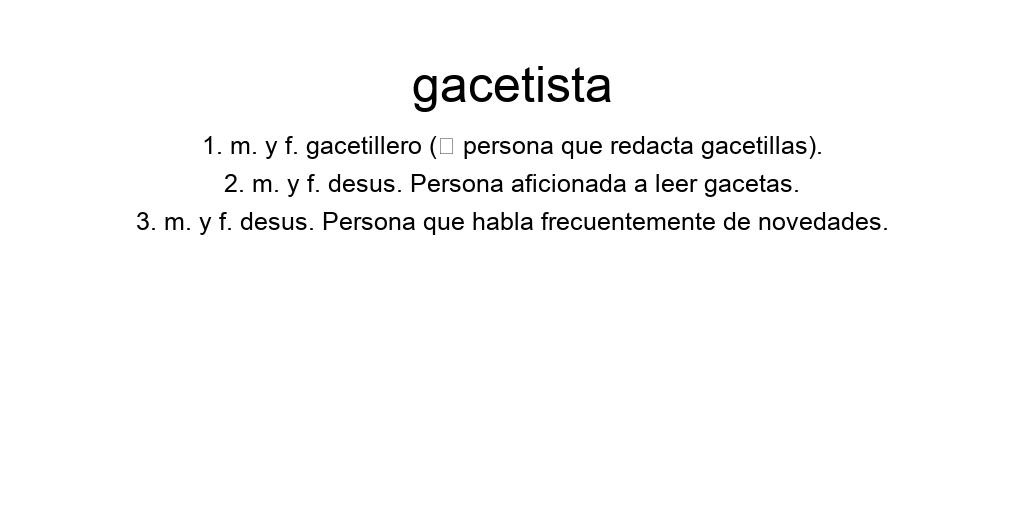 gacetista
1. m. y f. gacetillero (□ persona que redacta gacetillas).
2. m. y f. desus. Persona aficionada a leer gacetas.
3. m. y f. desus. Persona que habla frecuentemente de novedades.